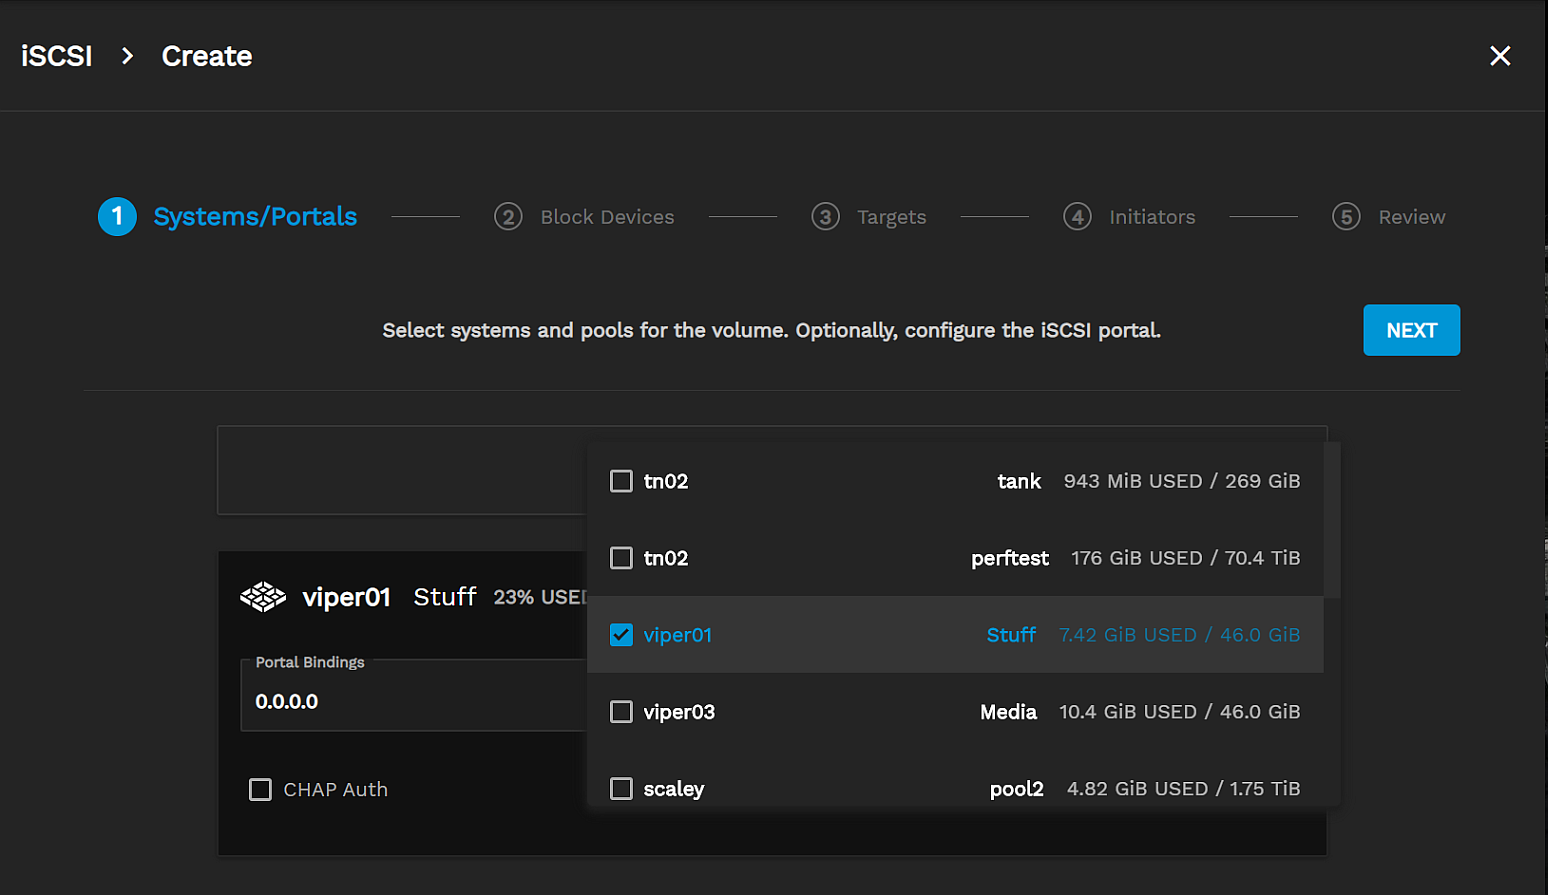 iSCSI > Create
1 Systems/Portals 2 Block Devices 3 Targets 4 Initiators 5 Review
Select systems and pools for the volume. Optionally, configure the iSCSI portal.
NEXT
tn02 tank 943 MiB USED / 269 GiB
tn02 perftest 176 GiB USED / 70.4 TiB
viper01 Stuff 7.42 GiB USED / 46.0 GiB
viper03 Media 10.4 GiB USED / 46.0 GiB
scaley pool2 4.82 GiB USED / 1.75 TiB
viper01 Stuff 23% USED
Portal Bindings
0.0.0.0
CHAP Auth